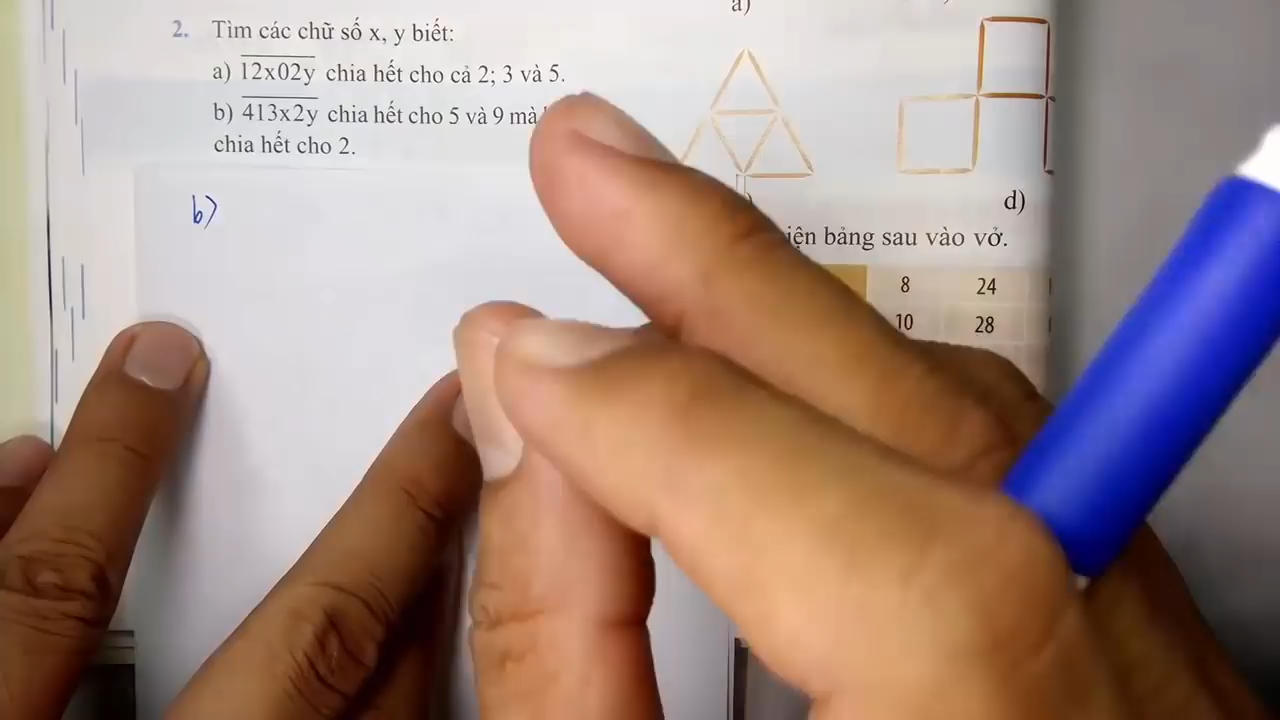 2. Tìm các chữ số x, y biết:
a) 12x02y chia hết cho cả 2; 3 và 5.
b) 413x2y chia hết cho 5 và 9 mà
chia hết cho 2.
b)
a)
d)
bảng sau vào vở.
8 24
10 28